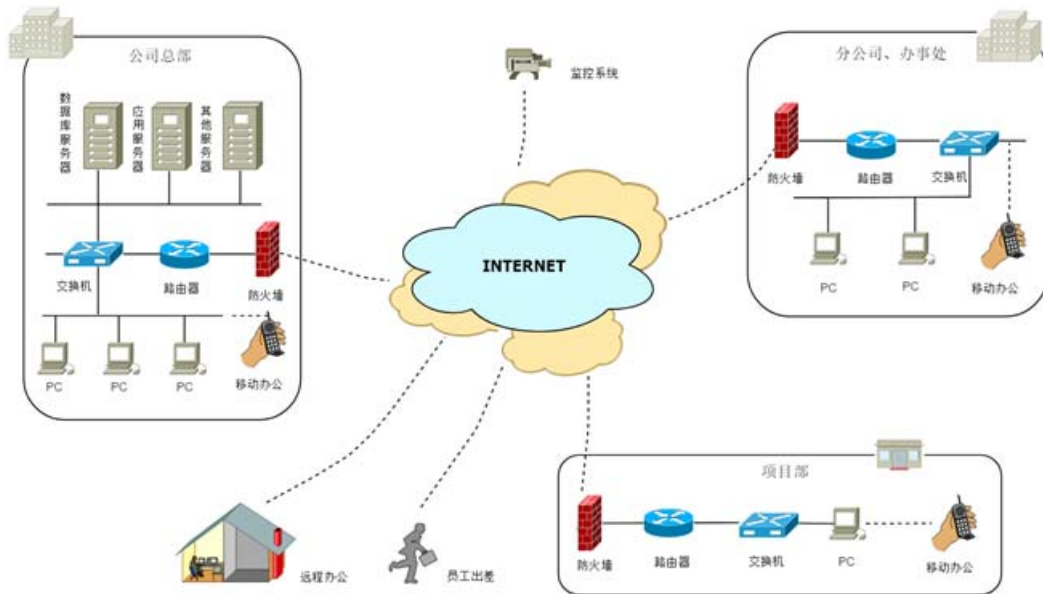 公司总部
数据库服务器
应用服务器
其他服务器
交换机
路由器
防火墙
PC
PC
PC
移动办公
监控系统
INTERNET
分公司、办事处
防火墙
路由器
交换机
PC
PC
移动办公
远程办公
员工出差
项目部
防火墙
路由器
交换机
PC
移动办公